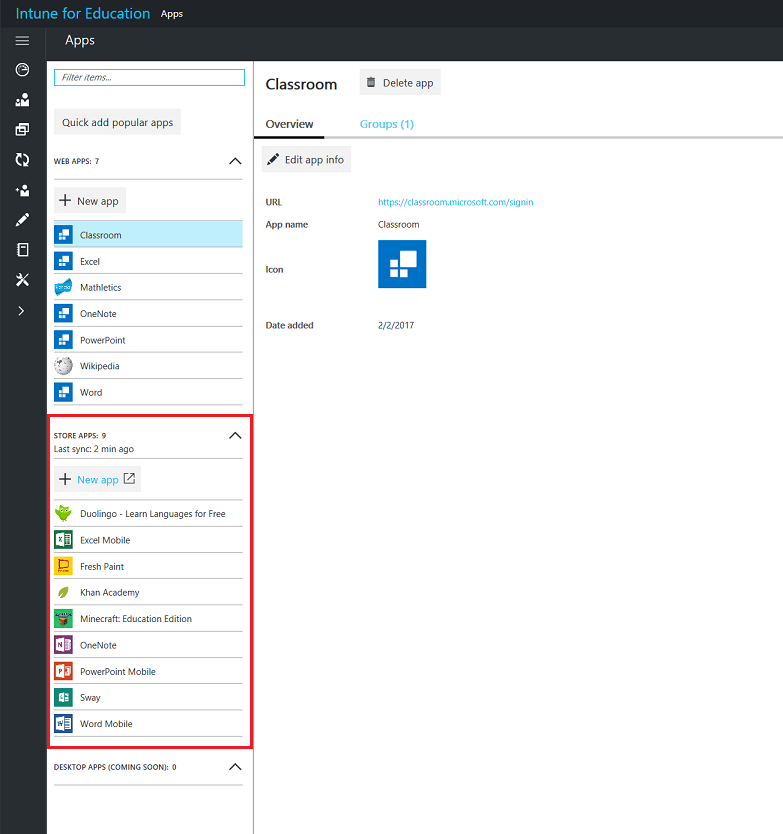 Intune for Education Apps
Apps
Filter items...
Quick add popular apps
WEB APPS: 7
New app
Classroom
Excel
Mathletics
OneNote
PowerPoint
Wikipedia
Word
STORE APPS: 9
Last sync: 2 min ago
New app
Duolingo - Learn Languages for Free
Excel Mobile
Fresh Paint
Khan Academy
Minecraft: Education Edition
OneNote
PowerPoint Mobile
Sway
Word Mobile
DESKTOP APPS (COMING SOON): 0
Classroom Delete app
Overview Groups (1)
Edit app info
URL https://classroom.microsoft.com/signin
App name Classroom
Icon
Date added 2/2/2017